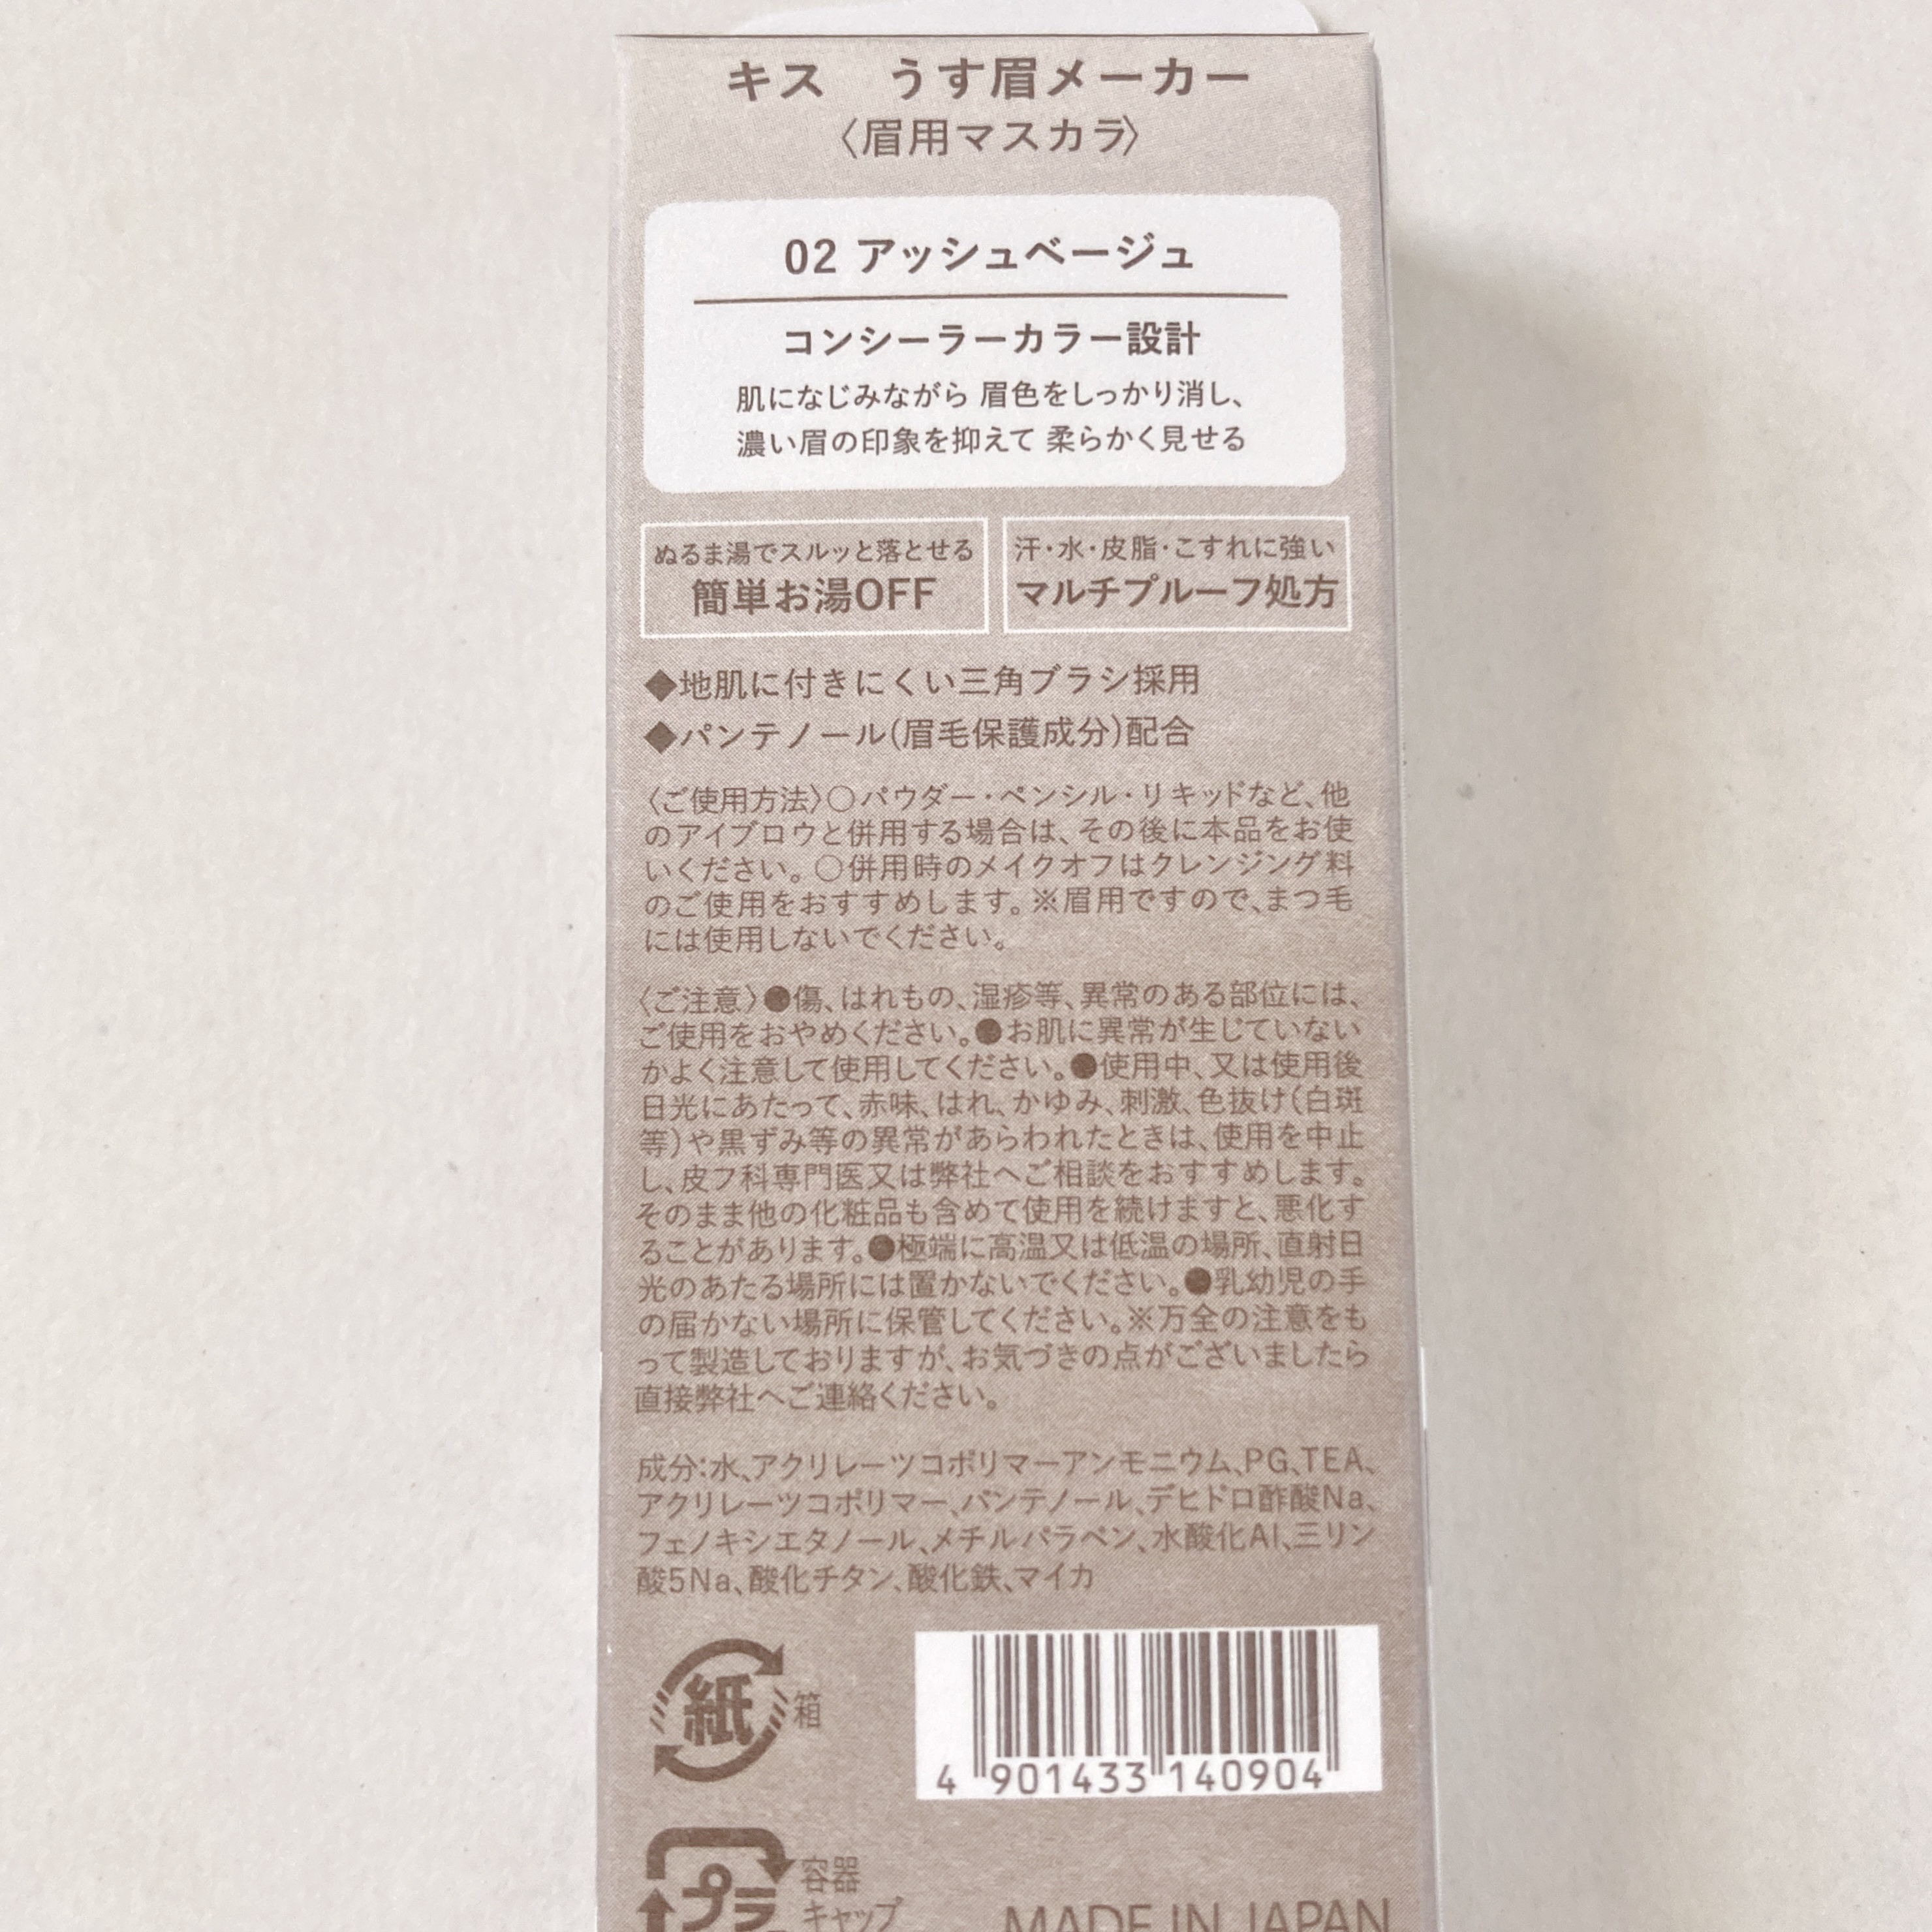 キス うす眉メーカー
〈眉用マスカラ〉
02 アッシュベージュ
コンシーラーカラー設計
肌になじみながら 眉色をしっかり消し、
濃い眉の印象を抑えて 柔らかく見せる
ぬるま湯でスルッと落とせる
簡単お湯OFF
汗・水・皮脂・こすれに強い
マルチプルーフ処方
◆地肌に付きにくい三角ブラシ採用
◆パンテノール(眉毛保護成分)配合
〈ご使用方法〉○パウダー・ペンシル・リキッドなど、他
のアイブロウと併用する場合は、その後に本品をお使
いください。○併用時のメイクオフはクレンジング料
のご使用をおすすめします。※眉用ですので、まつ毛
には使用しないでください。
〈ご注意〉●傷、はれもの、湿疹等、異常のある部位には、
ご使用をおやめください。●お肌に異常が生じていない
かよく注意して使用してください。●使用中、又は使用後
日光にあたって、赤味、はれ、かゆみ、刺激、色抜け(白斑
等)や黒ずみ等の異常があらわれたときは、使用を中止
し、皮フ科専門医又は弊社へご相談をおすすめします。
そのまま他の化粧品も含めて使用を続けますと、悪化す
ることがあります。●極端に高温又は低温の場所、直射日
光のあたる場所には置かないでください。●乳幼児の手
の届かない場所に保管してください。※万全の注意をも
って製造しておりますが、お気づきの点がございましたら
直接弊社へご連絡ください。
成分:水、アクリレーツコポリマーアンモニウム、PG、TEA、
アクリレーツコポリマー、パンテノール、デヒドロ酢酸Na、
フェノキシエタノール、メチルパラベン、水酸化Al、三リン
酸5Na、酸化チタン、酸化鉄、マイカ
紙 箱
4 901433 140904
プラ 容器
キャップ
MADE IN JAPAN